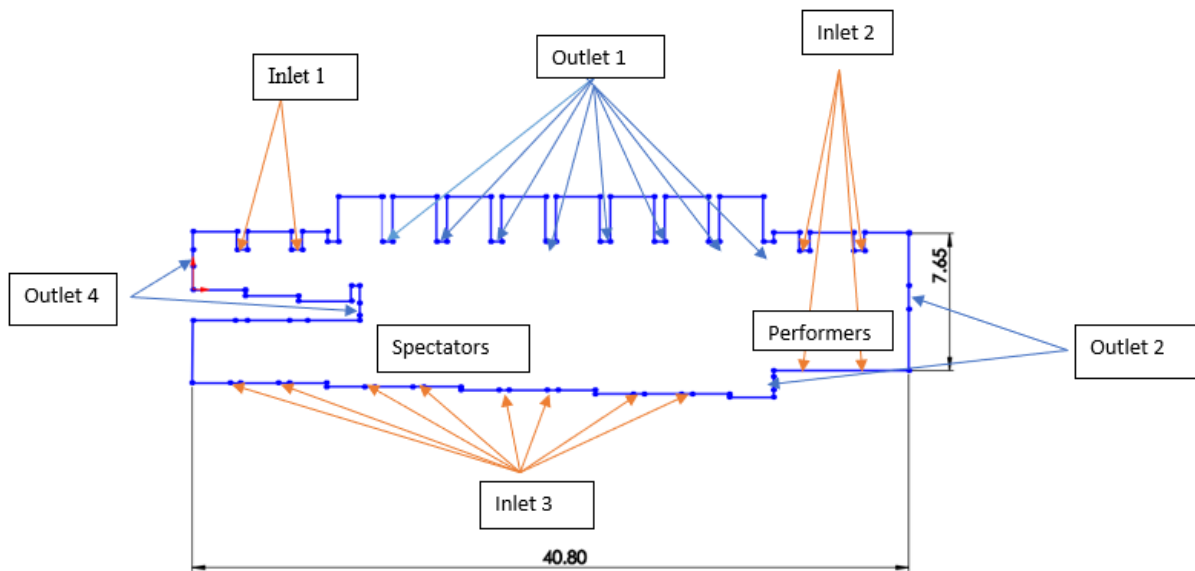 Inlet 2
Outlet 1
Inlet 1
7.65
Outlet 4
Performers
Spectators
Outlet 2
Inlet 3
40.80